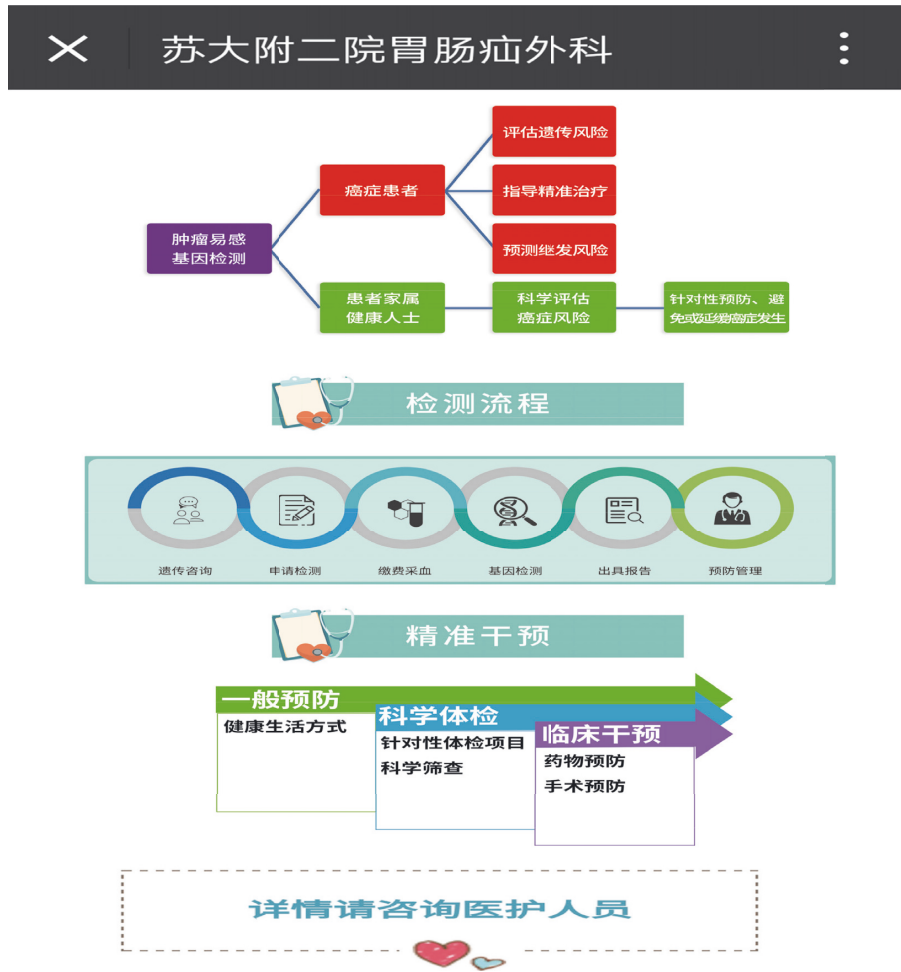 苏大附二院胃肠疝外科
评估遗传风险
癌症患者
指导精准治疗
肿瘤易感
基因检测
预测继发风险
患者家属
健康人士
科学评估
癌症风险
针对性预防、避
免或延缓癌症发生
检测流程
遗传咨询
申请检测
缴费采血
基因检测
出具报告
预防管理
精准干预
一般预防
健康生活方式
科学体检
针对性体检项目
科学筛查
临床干预
药物预防
手术预防
详情请咨询医护人员